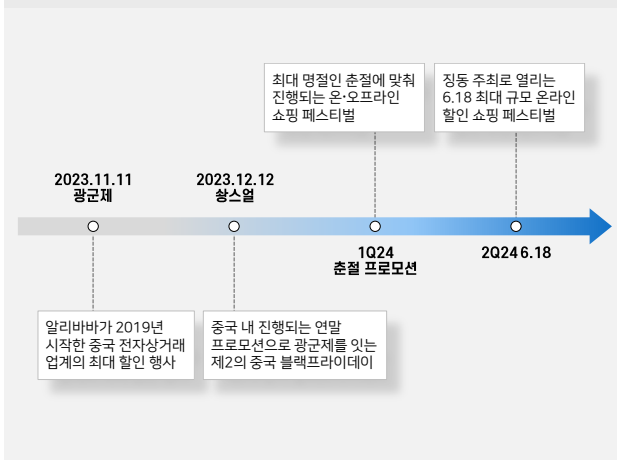 최대 명절인 춘절에 맞춰
진행되는 온·오프라인
쇼핑 페스티벌
징동 주최로 열리는
6.18 최대 규모 온라인
할인 쇼핑 페스티벌
2023.11.11
광군제
2023.12.12
솽스얼
1Q24
춘절 프로모션
2Q24 6.18
알리바바가 2019년
시작한 중국 전자상거래
업계의 최대 할인 행사
중국 내 진행되는 연말
프로모션으로 광군제를 잇는
제2의 중국 블랙프라이데이